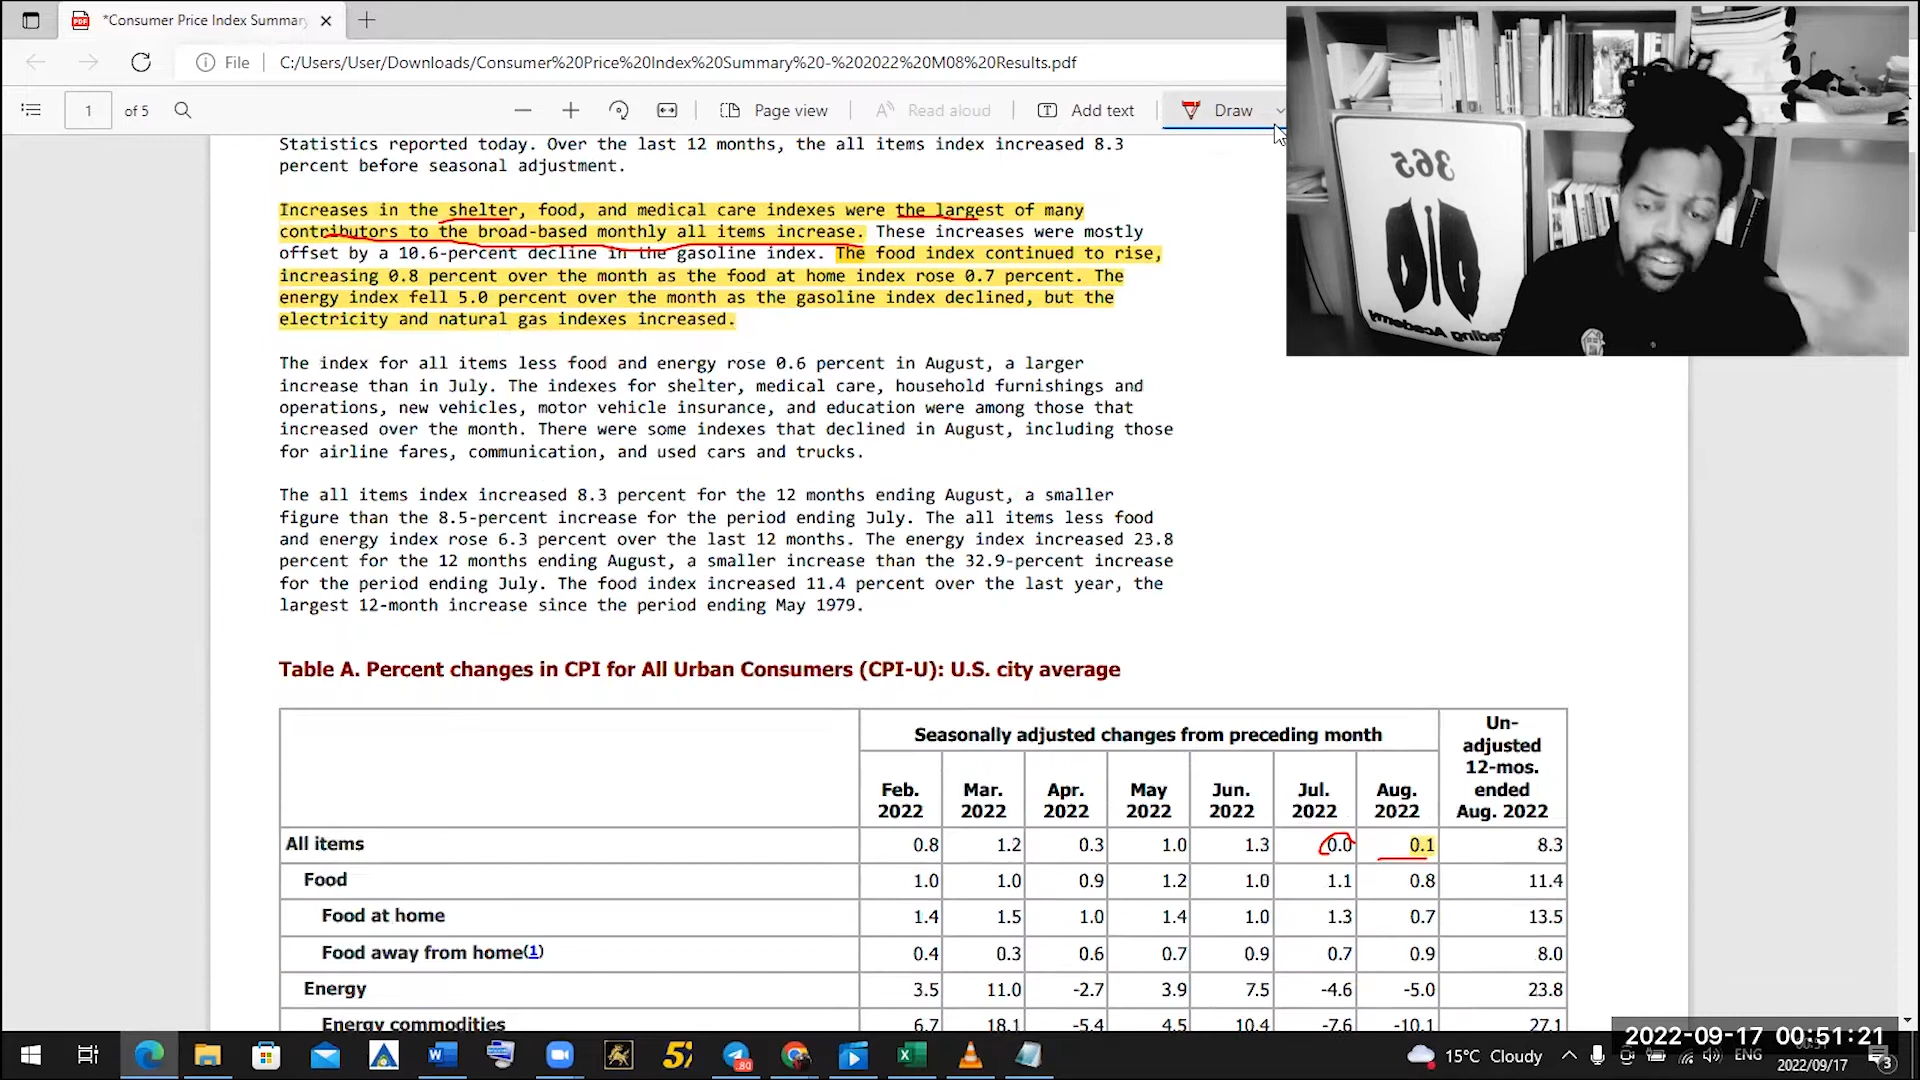 *Consumer Price Index Summary
File
C:/Users/User/Downloads/Consumer%20Price%20Index%20Summary%20-%202022%20M08%20Results.pdf
1 of 5 Page view Read aloud Add text Draw
365
Trading Academy
Statistics reported today. Over the last 12 months, the all items index increased 8.3
percent before seasonal adjustment.
Increases in the shelter, food, and medical care indexes were the largest of many
contributors to the broad-based monthly all items increase. These increases were mostly
offset by a 10.6-percent decline in the gasoline index. The food index continued to rise,
increasing 0.8 percent over the month as the food at home index rose 0.7 percent. The
energy index fell 5.0 percent over the month as the gasoline index declined, but the
electricity and natural gas indexes increased.
The index for all items less food and energy rose 0.6 percent in August, a larger
increase than in July. The indexes for shelter, medical care, household furnishings and
operations, new vehicles, motor vehicle insurance, and education were among those that
increased over the month. There were some indexes that declined in August, including those
for airline fares, communication, and used cars and trucks.
The all items index increased 8.3 percent for the 12 months ending August, a smaller
figure than the 8.5-percent increase for the period ending July. The all items less food
and energy index rose 6.3 percent over the last 12 months. The energy index increased 23.8
percent for the 12 months ending August, a smaller increase than the 32.9-percent increase
for the period ending July. The food index increased 11.4 percent over the last year, the
largest 12-month increase since the period ending May 1979.
Table A. Percent changes in CPI for All Urban Consumers (CPI-U): U.S. city average
Seasonally adjusted changes from preceding month
Un-
adjusted
12-mos.
ended
Aug. 2022
Feb. Mar. Apr. May Jun. Jul. Aug.
2022 2022 2022 2022 2022 2022 2022
All items 0.8 1.2 0.3 1.0 1.3 0.0 0.1 8.3
Food 1.0 1.0 0.9 1.2 1.0 1.1 0.8 11.4
Food at home 1.4 1.5 1.0 1.4 1.0 1.3 0.7 13.5
Food away from home(1) 0.4 0.3 0.6 0.7 0.9 0.7 0.9 8.0
Energy 3.5 11.0 -2.7 3.9 7.5 -4.6 -5.0 23.8
Energy commodities 6.7 18.1 -5.4 4.5 10.4 -7.6 -10.1 27.1
2022-09-17 00:51:21
15°C Cloudy ENG
2022/09/17
3